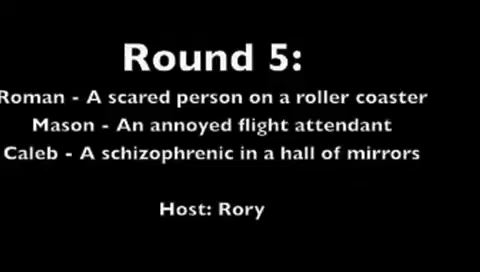 Round 5:
Roman - A scared person on a roller coaster
Mason - An annoyed flight attendant
Caleb - A schizophrenic in a hall of mirrors
Host: Rory